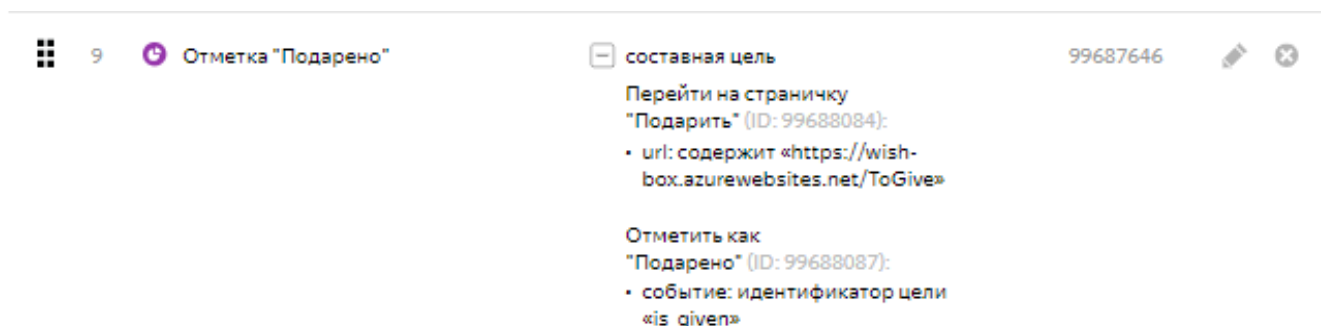 9 Отметка "Подарено" составная цель 99687646
Перейти на страничку
"Подарить" (ID: 99688084):
• url: содержит «https://wish-
box.azurewebsites.net/ToGive»
Отметить как
"Подарено" (ID: 99688087):
• событие: идентификатор цели
«is_given»